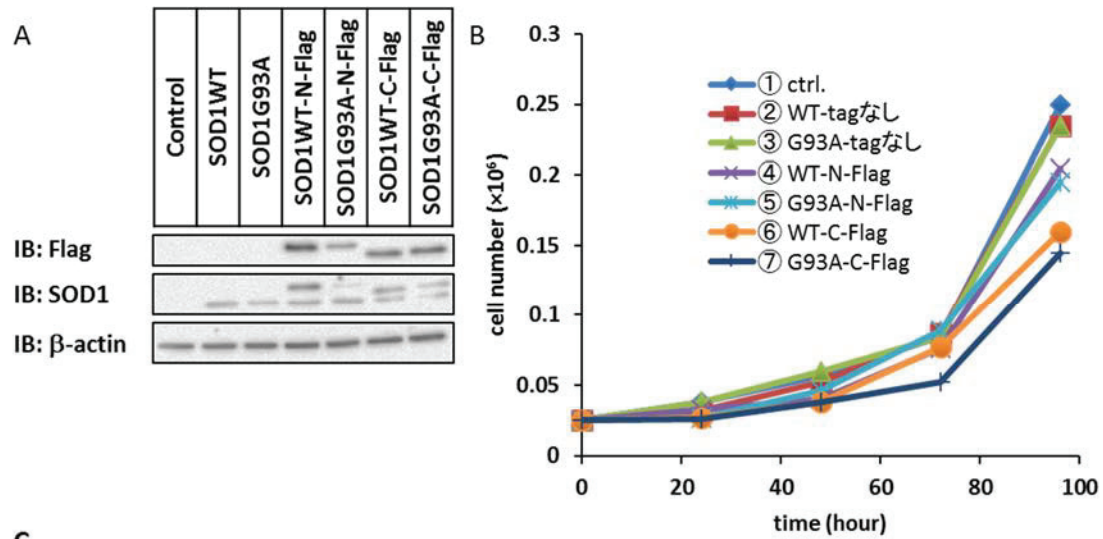 A
Control
SOD1WT
SOD1G93A
SOD1WT-N-Flag
SOD1G93A-N-Flag
SOD1WT-C-Flag
SOD1G93A-C-Flag
IB: Flag
IB: SOD1
IB: β-actin
B
① ctrl.
② WT-tagなし
③ G93A-tagなし
④ WT-N-Flag
⑤ G93A-N-Flag
⑥ WT-C-Flag
⑦ G93A-C-Flag
cell number (×10⁶)
0.25
0.2
0.15
0.1
0.05
0
0 20 40 60 80 100
time (hour)